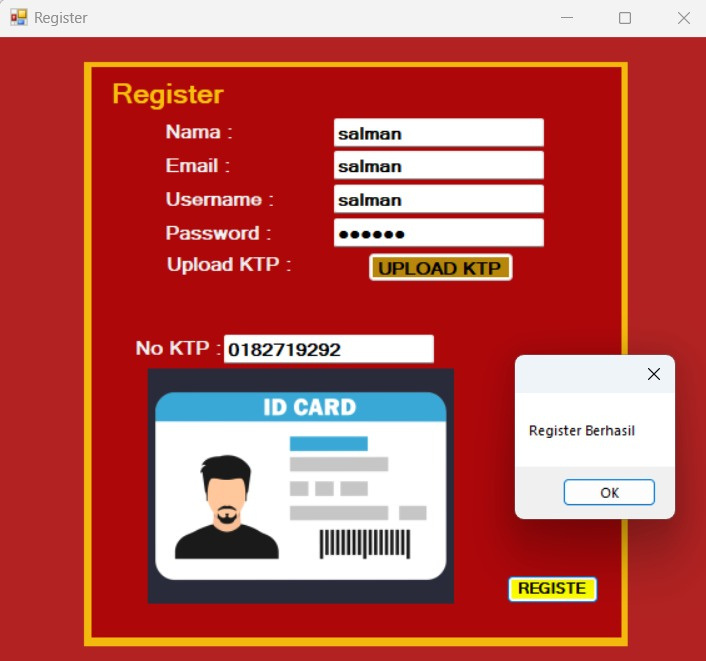 Register
Register
Nama : salman
Email : salman
Username : salman
Password : ●●●●●●
Upload KTP : UPLOAD KTP
No KTP : 0182719292
ID CARD
Register Berhasil
OK
REGISTE